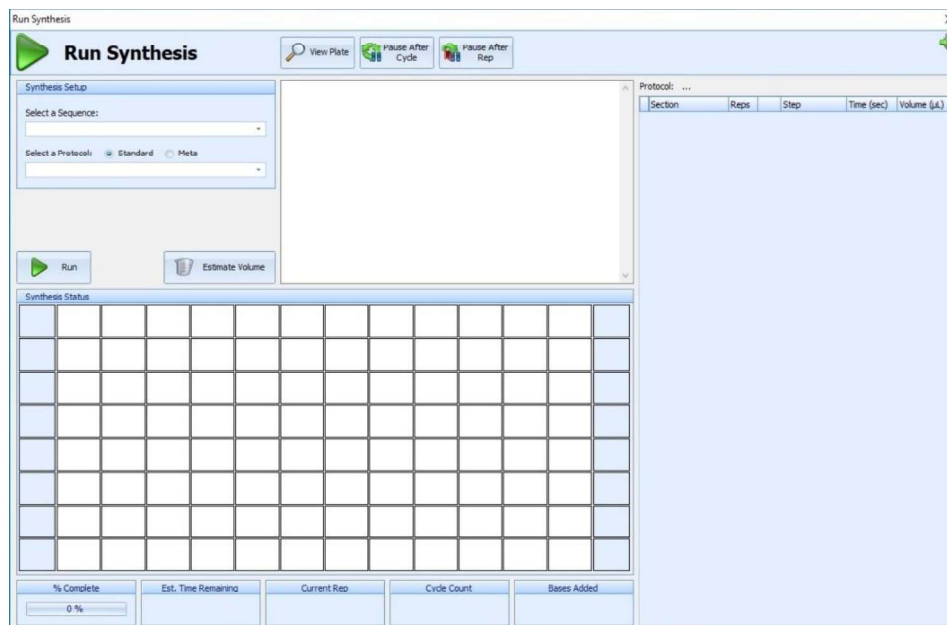 Run Synthesis
Run Synthesis
View Plate
Pause After
Cycle
Pause After
Rep
Synthesis Setup
Select a Sequence:
Select a Protocol: Standard Meta
Run
Estimate Volume
Protocol: ...
Section Reps Step Time (sec) Volume (µL)
Synthesis Status
% Complete Est. Time Remaining Current Rep Cycle Count Bases Added
0 %